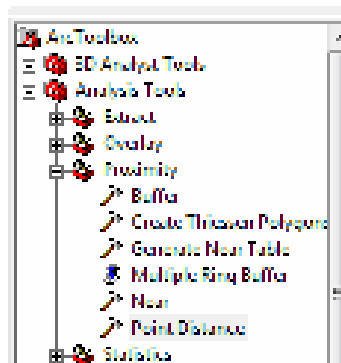 ArcToolbox
3D Analyst Tools
Analysis Tools
Extract
Overlay
Proximity
Buffer
Create Thiessen Polygons
Generate Near Table
Multiple Ring Buffer
Near
Point Distance
Statistics